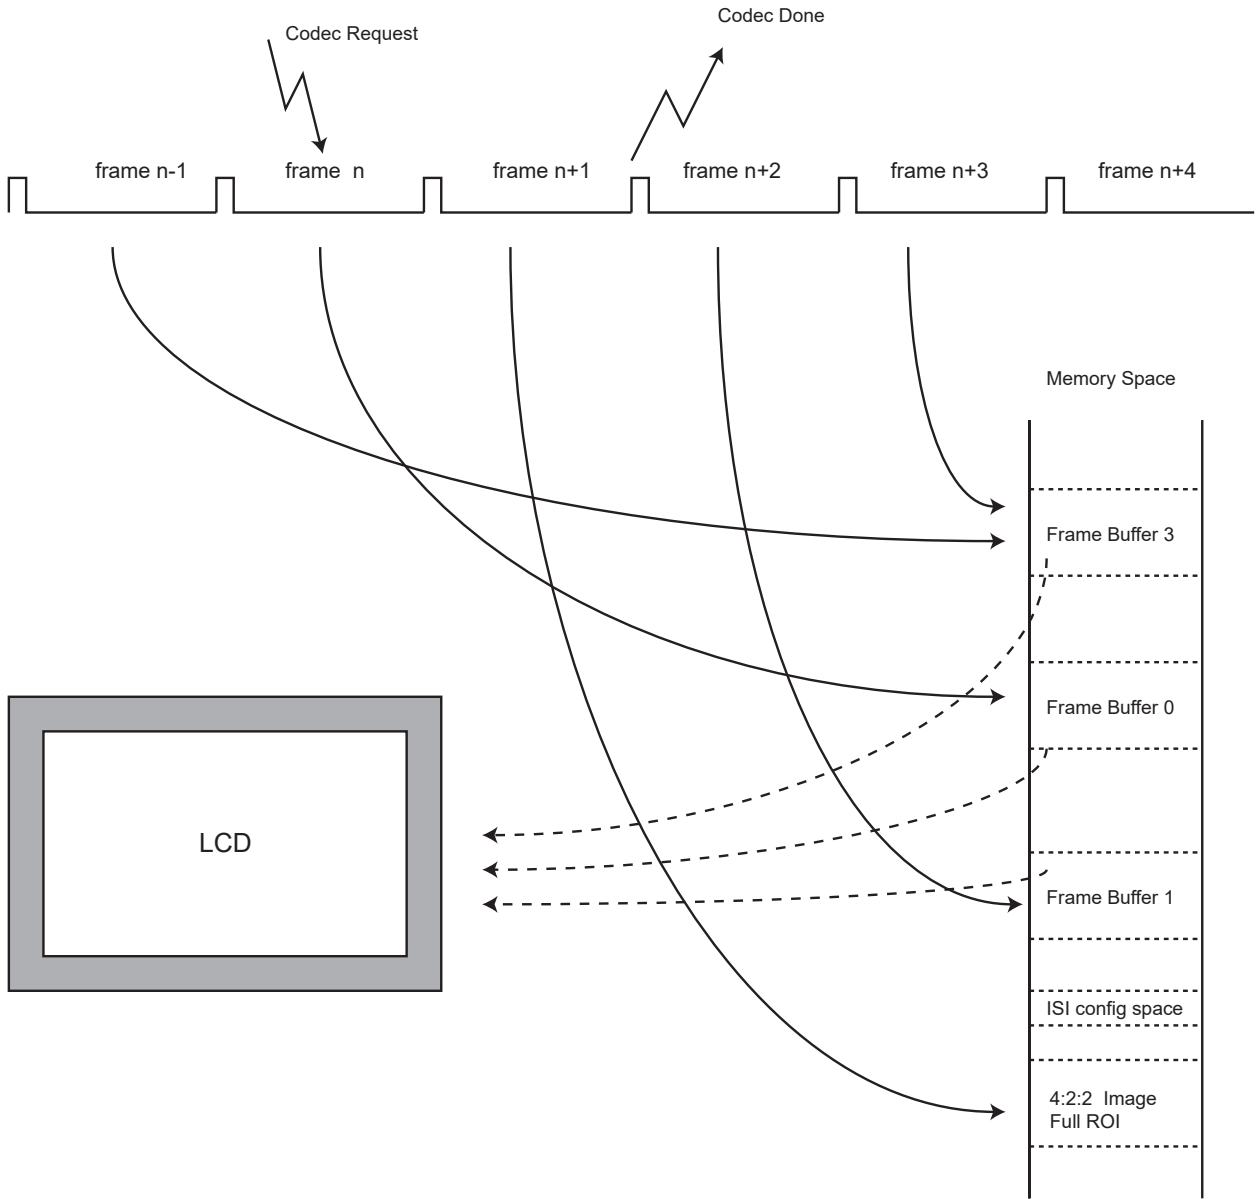 Codec Done
Codec Request
frame n-1
frame n
frame n+1
frame n+2
frame n+3
frame n+4
Memory Space
Frame Buffer 3
Frame Buffer 0
LCD
Frame Buffer 1
ISI config space
4:2:2 Image
Full ROI